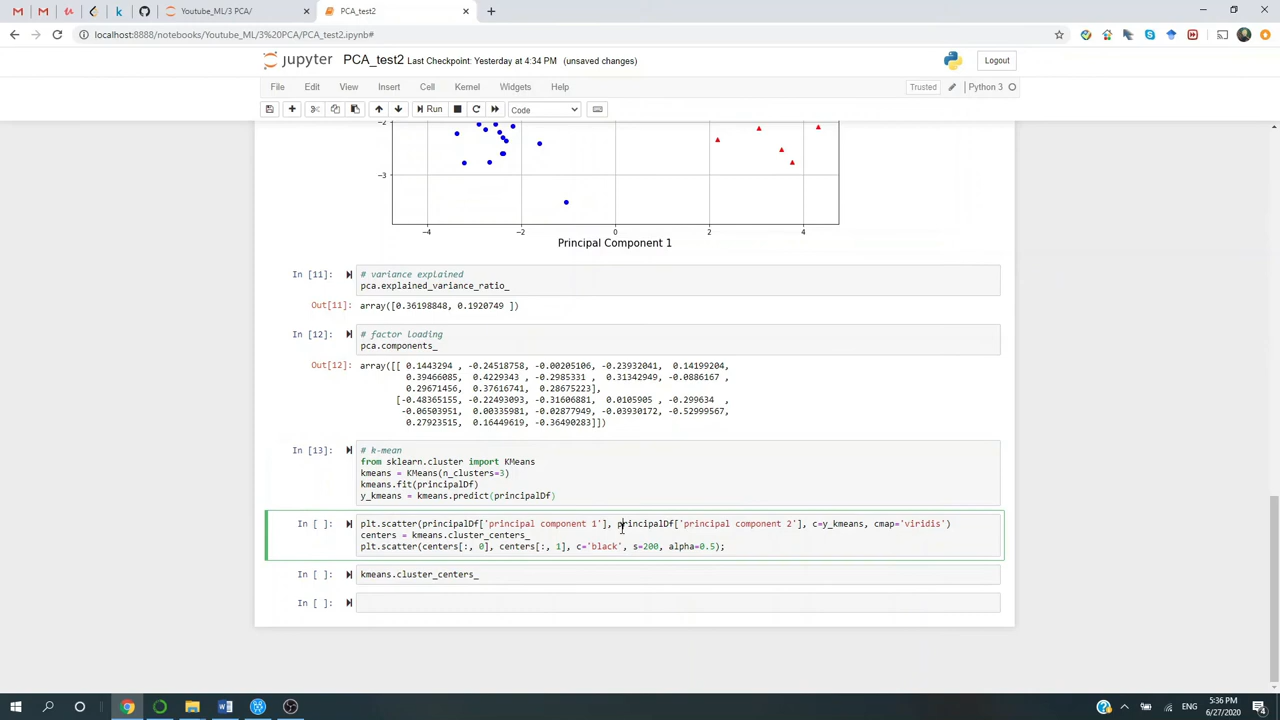 Youtube_ML/3 PCA/
PCA_test2
localhost:8888/notebooks/Youtube_ML/3%20PCA/PCA_test2.ipynb#
jupyter PCA_test2 Last Checkpoint: Yesterday at 4:34 PM (unsaved changes)
Logout
File Edit View Insert Cell Kernel Widgets Help
Trusted Python 3
Run Code
-2
-3
-4 -2 0 2 4
Principal Component 1
In [11]: # variance explained
pca.explained_variance_ratio_
Out[11]: array([0.36198848, 0.1920749 ])
In [12]: # factor loading
pca.components_
Out[12]: array([[ 0.1443294 , -0.24518758, -0.00205106, -0.23932041, 0.14199204,
0.39466085, 0.4229343 , -0.2985331 , 0.31342949, -0.0886167 ,
0.29671456, 0.37616741, 0.28675223],
[-0.48365155, -0.22493093, -0.31606881, 0.0105905 , -0.299634 ,
-0.06503951, 0.00335981, -0.02877949, -0.03930172, -0.52999567,
0.27923515, 0.16449619, -0.36490283]])
In [13]: # k-mean
from sklearn.cluster import KMeans
kmeans = KMeans(n_clusters=3)
kmeans.fit(principalDf)
y_kmeans = kmeans.predict(principalDf)
In [ ]: plt.scatter(principalDf['principal component 1'], principalDf['principal component 2'], c=y_kmeans, cmap='viridis')
centers = kmeans.cluster_centers_
plt.scatter(centers[:, 0], centers[:, 1], c='black', s=200, alpha=0.5);
In [ ]: kmeans.cluster_centers_
In [ ]:
ENG
5:36 PM
6/27/2020